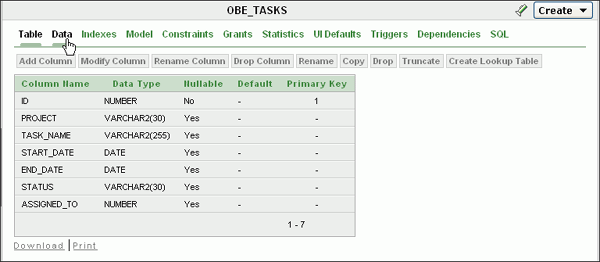 OBE_TASKS
Create
Table Data Indexes Model Constraints Grants Statistics UI Defaults Triggers Dependencies SQL
Add Column Modify Column Rename Column Drop Column Rename Copy Drop Truncate Create Lookup Table
Column Name Data Type Nullable Default Primary Key
ID NUMBER No - 1
PROJECT VARCHAR2(30) Yes - -
TASK_NAME VARCHAR2(255) Yes - -
START_DATE DATE Yes - -
END_DATE DATE Yes - -
STATUS VARCHAR2(30) Yes - -
ASSIGNED_TO NUMBER Yes - -
1 - 7
Download | Print